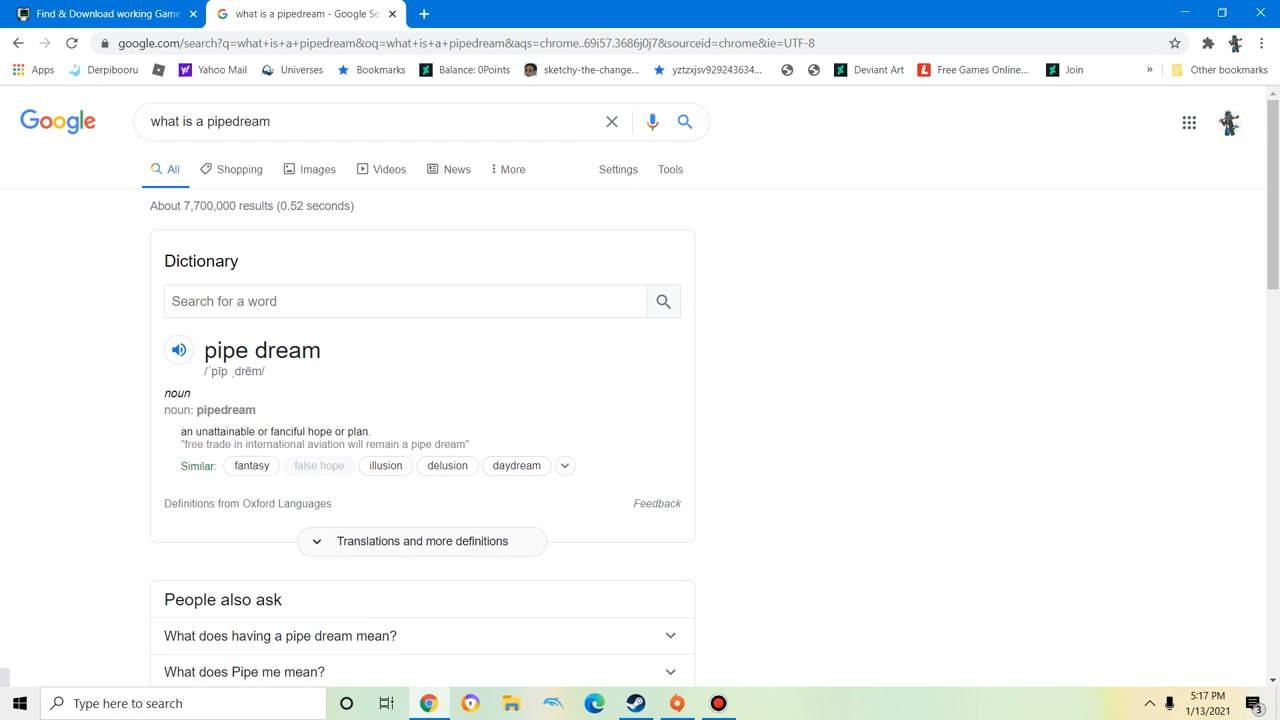 Find & Download working Game
what is a pipedream - Google Se
google.com/search?q=what+is+a+pipedream&oq=what+is+a+pipedream&aqs=chrome..69i57.3686j0j7&sourceid=chrome&ie=UTF-8
Apps Derpibooru Yahoo Mail Universes Bookmarks Balance: 0Points sketchy-the-change... yztzxjsv929243634... Deviant Art Free Games Online... Join » Other bookmarks
Google what is a pipedream
All Shopping Images Videos News More Settings Tools
About 7,700,000 results (0.52 seconds)
Dictionary
Search for a word
pipe dream
/ˈpīp ˌdrēm/
noun
noun: pipedream
an unattainable or fanciful hope or plan.
"free trade in international aviation will remain a pipe dream"
Similar: fantasy false hope illusion delusion daydream
Definitions from Oxford Languages Feedback
Translations and more definitions
People also ask
What does having a pipe dream mean?
What does Pipe me mean?
Type here to search
5:17 PM
1/13/2021
3